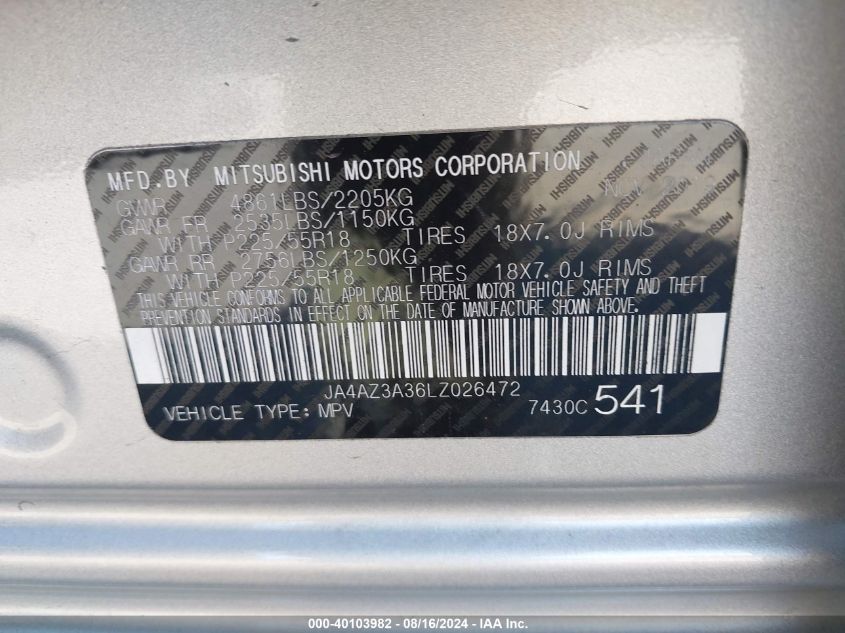 MFD.BY MITSUBISHI MOTORS CORPORATION
GVWR 4861LBS/2205KG
GAWR FR 2535LBS/1150KG
WITH P225/55R18 TIRES 18X7.0J RIMS
GAWR RR 2756LBS/1250KG
WITH P225/55R18 TIRES 18X7.0J RIMS
THIS VEHICLE CONFORMS TO ALL APPLICABLE FEDERAL MOTOR VEHICLE SAFETY AND THEFT
PREVENTION STANDARDS IN EFFECT ON THE DATE OF MANUFACTURE SHOWN ABOVE.
JA4AZ3A36LZ026472
VEHICLE TYPE: MPV 7430C 541
000-40103982 - 08/16/2024 - IAA Inc.